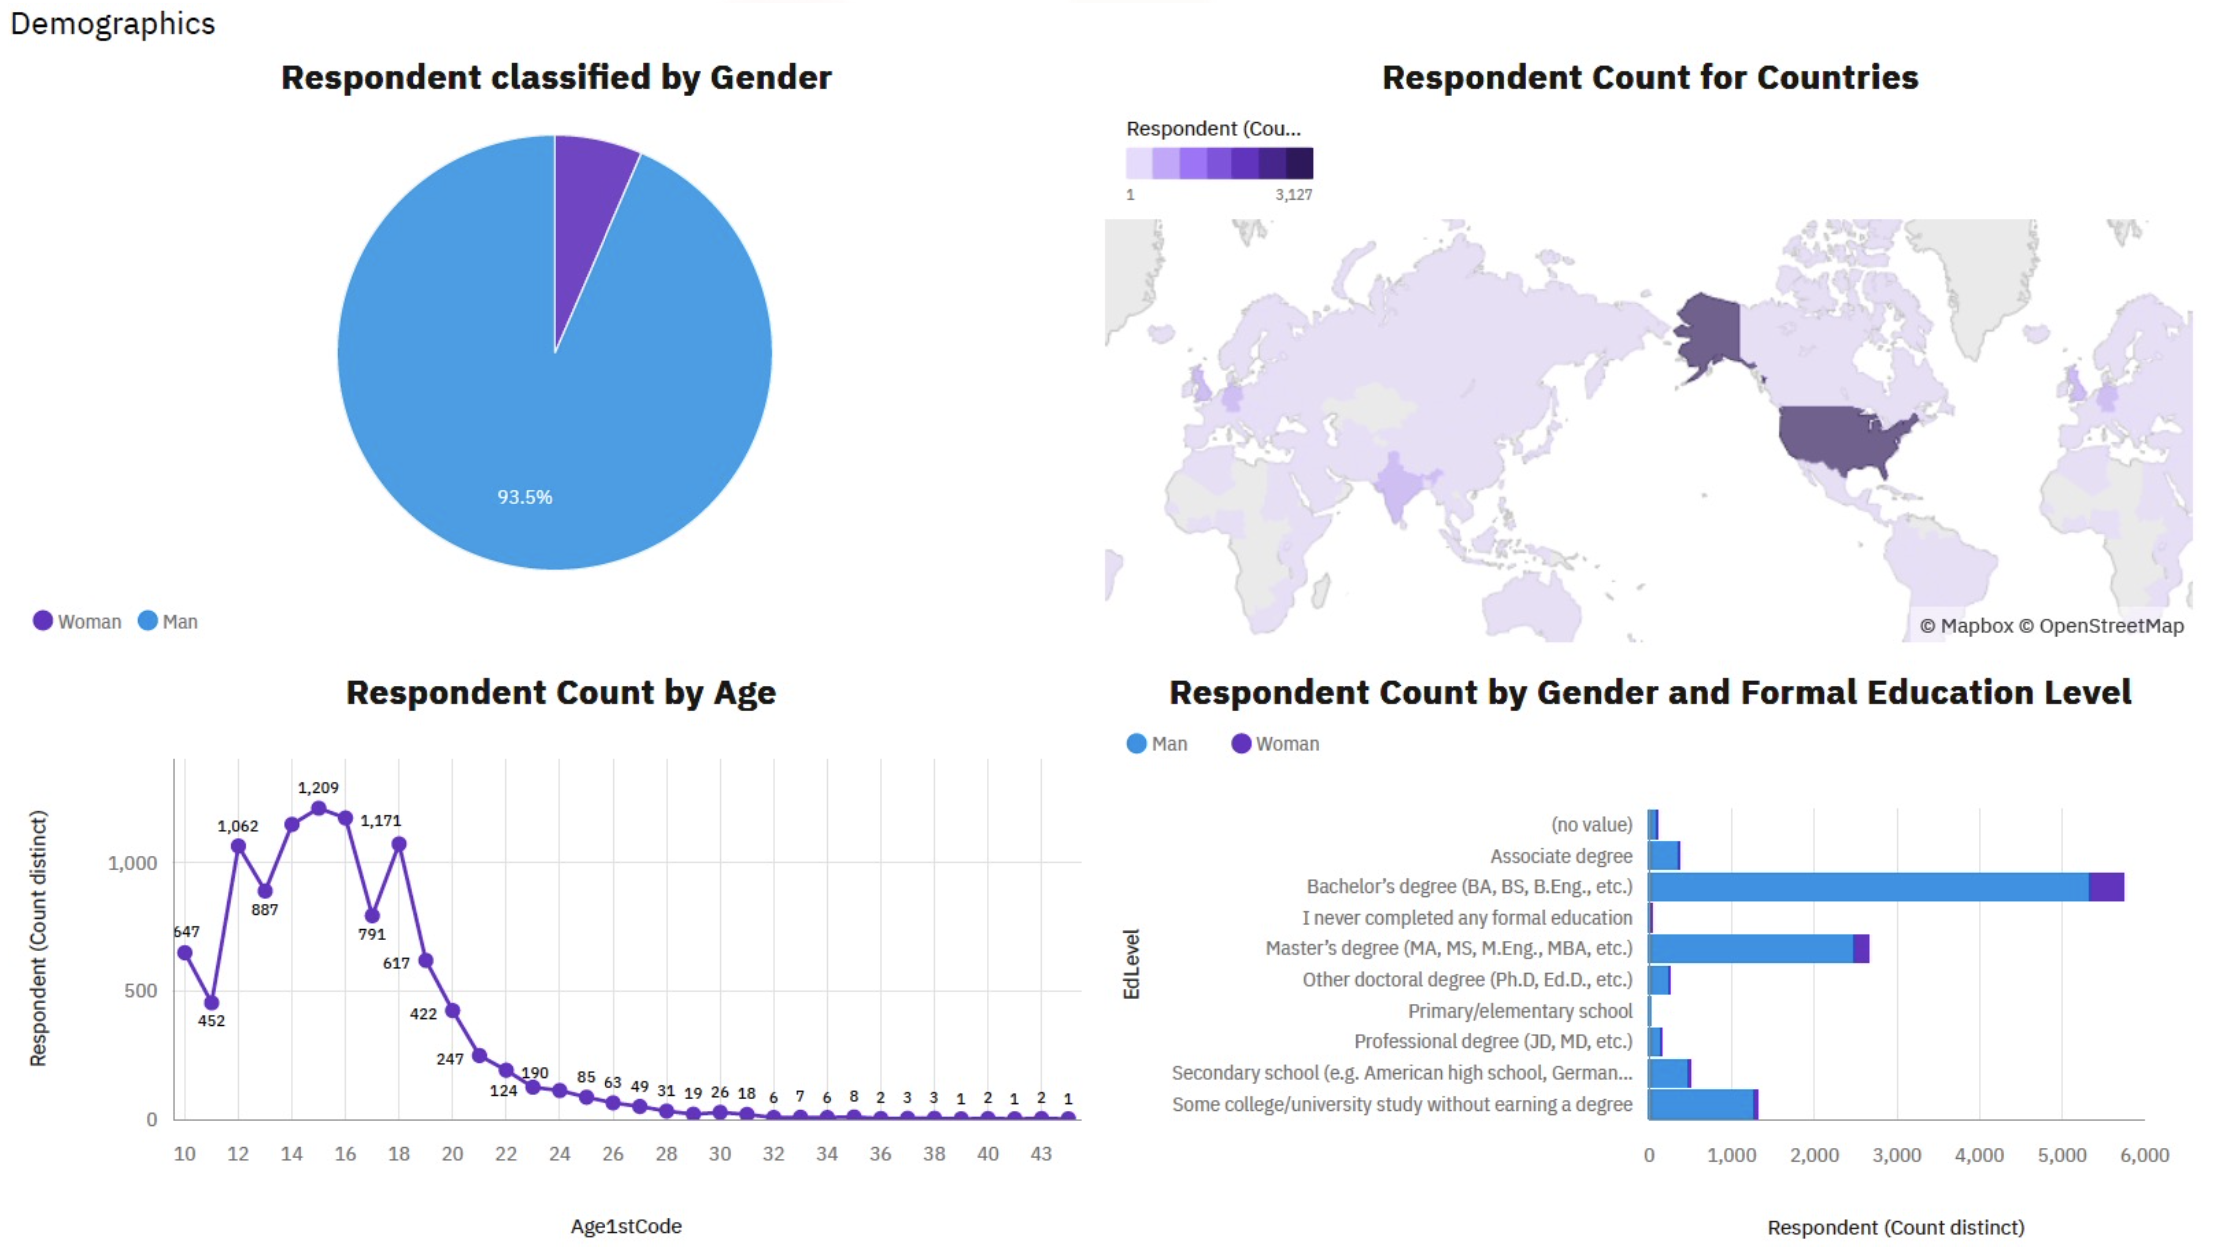 Demographics
Respondent classified by Gender
93.5%
Woman Man
Respondent Count for Countries
Respondent (Cou...
1 3,127
© Mapbox © OpenStreetMap
Respondent Count by Age
Respondent (Count distinct)
1,000
500
0
647
452
1,062
887
1,209
1,171
791
617
422
247
190
124
85 63 49 31 19 26 18 6 7 6 8 2 3 3 1 2 1 2 1
10 12 14 16 18 20 22 24 26 28 30 32 34 36 38 40 43
Age1stCode
Respondent Count by Gender and Formal Education Level
Man Woman
EdLevel
(no value)
Associate degree
Bachelor’s degree (BA, BS, B.Eng., etc.)
I never completed any formal education
Master’s degree (MA, MS, M.Eng., MBA, etc.)
Other doctoral degree (Ph.D, Ed.D., etc.)
Primary/elementary school
Professional degree (JD, MD, etc.)
Secondary school (e.g. American high school, German...
Some college/university study without earning a degree
0 1,000 2,000 3,000 4,000 5,000 6,000
Respondent (Count distinct)